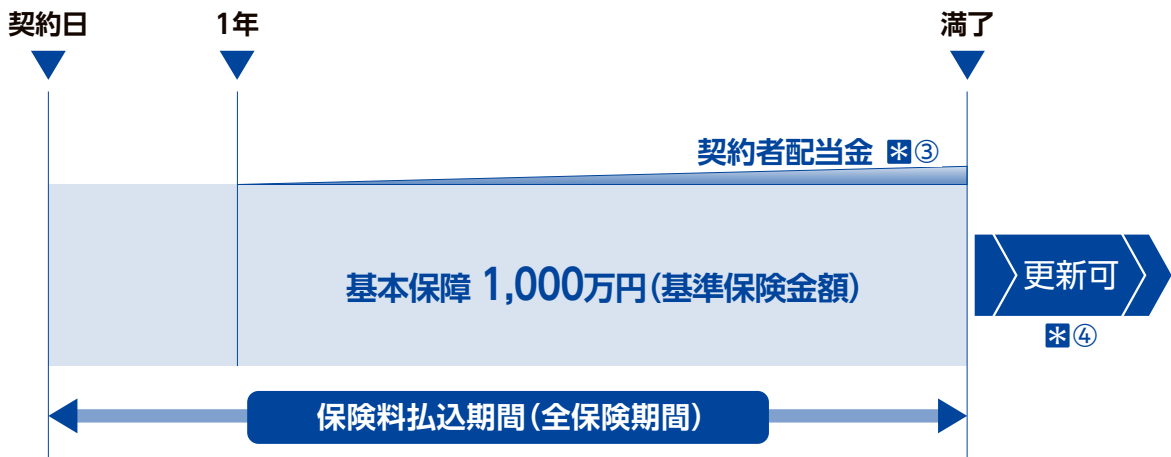 契約日 1年 満了
契約者配当金 *③
基本保障 1,000万円(基準保険金額)
更新可
*④
保険料払込期間(全保険期間)